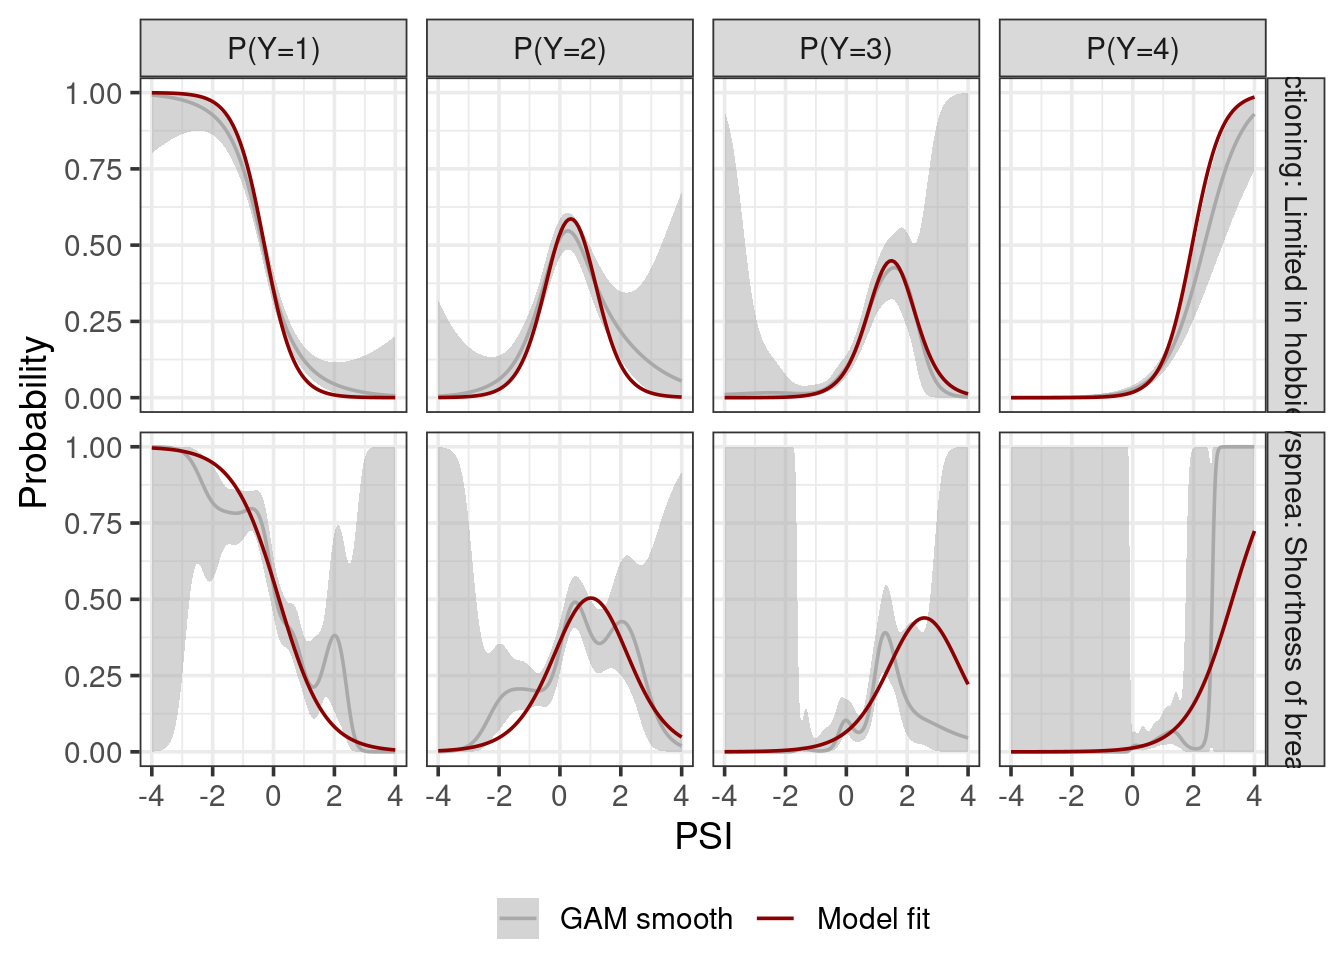 P(Y=1) P(Y=2) P(Y=3) P(Y=4)
1.00
0.75
0.50
0.25
0.00
ctioning: Limited in hobbie
1.00
0.75
0.50
0.25
0.00
spnea: Shortness of brea
Probability
-4 -2 0 2 4 -4 -2 0 2 4 -4 -2 0 2 4 -4 -2 0 2 4
PSI
GAM smooth Model fit